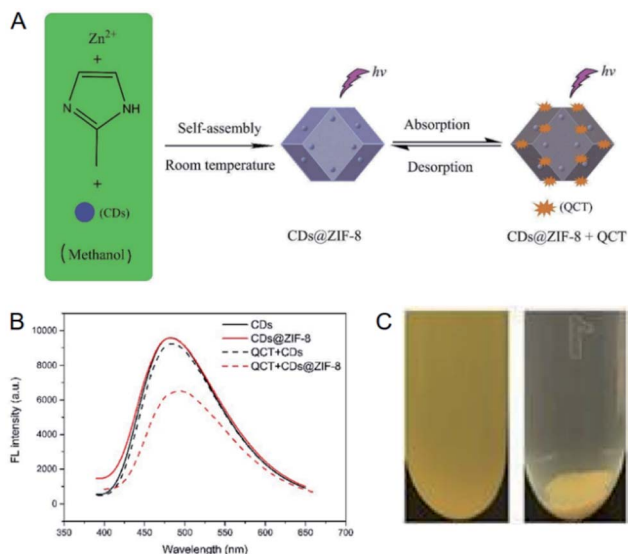 A
Zn2+
+
N
NH
+
(CDs)
(Methanol)
Self-assembly
Room temperature
hν
CDs@ZIF-8
Absorption
Desorption
hν
(QCT)
CDs@ZIF-8 + QCT
B
FL intensity (a.u.)
10000
8000
6000
4000
2000
0
CDs
CDs@ZIF-8
QCT+CDs
QCT+CDs@ZIF-8
350 400 450 500 550 600 650 700
Wavelength (nm)
C